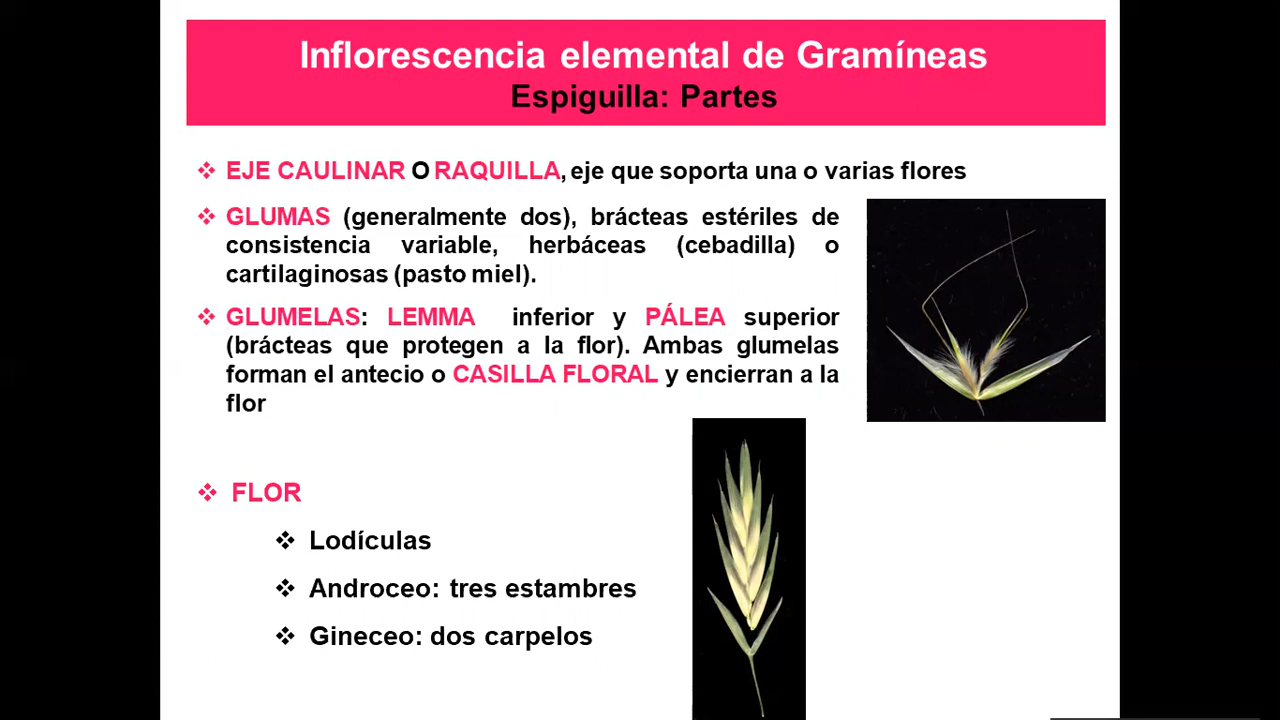 Inflorescencia elemental de Gramíneas
Espiguilla: Partes
❖ EJE CAULINAR O RAQUILLA, eje que soporta una o varias flores
❖ GLUMAS (generalmente dos), brácteas estériles de
consistencia variable, herbáceas (cebadilla) o
cartilaginosas (pasto miel).
❖ GLUMELAS: LEMMA inferior y PÁLEA superior
(brácteas que protegen a la flor). Ambas glumelas
forman el antecio o CASILLA FLORAL y encierran a la
flor
❖ FLOR
❖ Lodículas
❖ Androceo: tres estambres
❖ Gineceo: dos carpelos